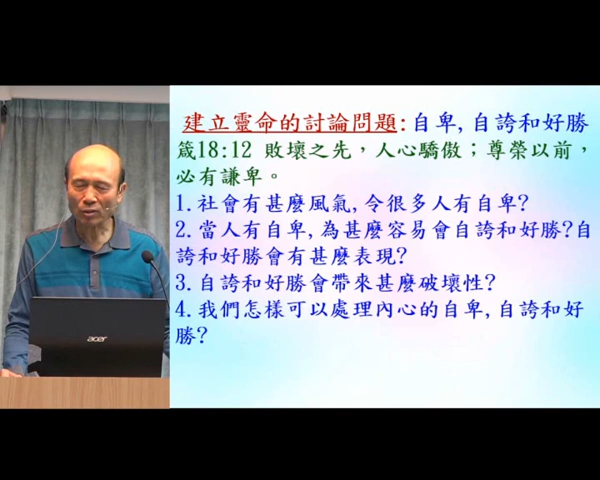 建立靈命的討論問題:自卑,自誇和好勝
箴18:12 敗壞之先，人心驕傲；尊榮以前，
必有謙卑。
1.社會有甚麼風氣,令很多人有自卑?
2.當人有自卑,為甚麼容易會自誇和好勝?自
誇和好勝會有甚麼表現?
3.自誇和好勝會帶來甚麼破壞性?
4.我們怎樣可以處理內心的自卑,自誇和好
勝?
acer